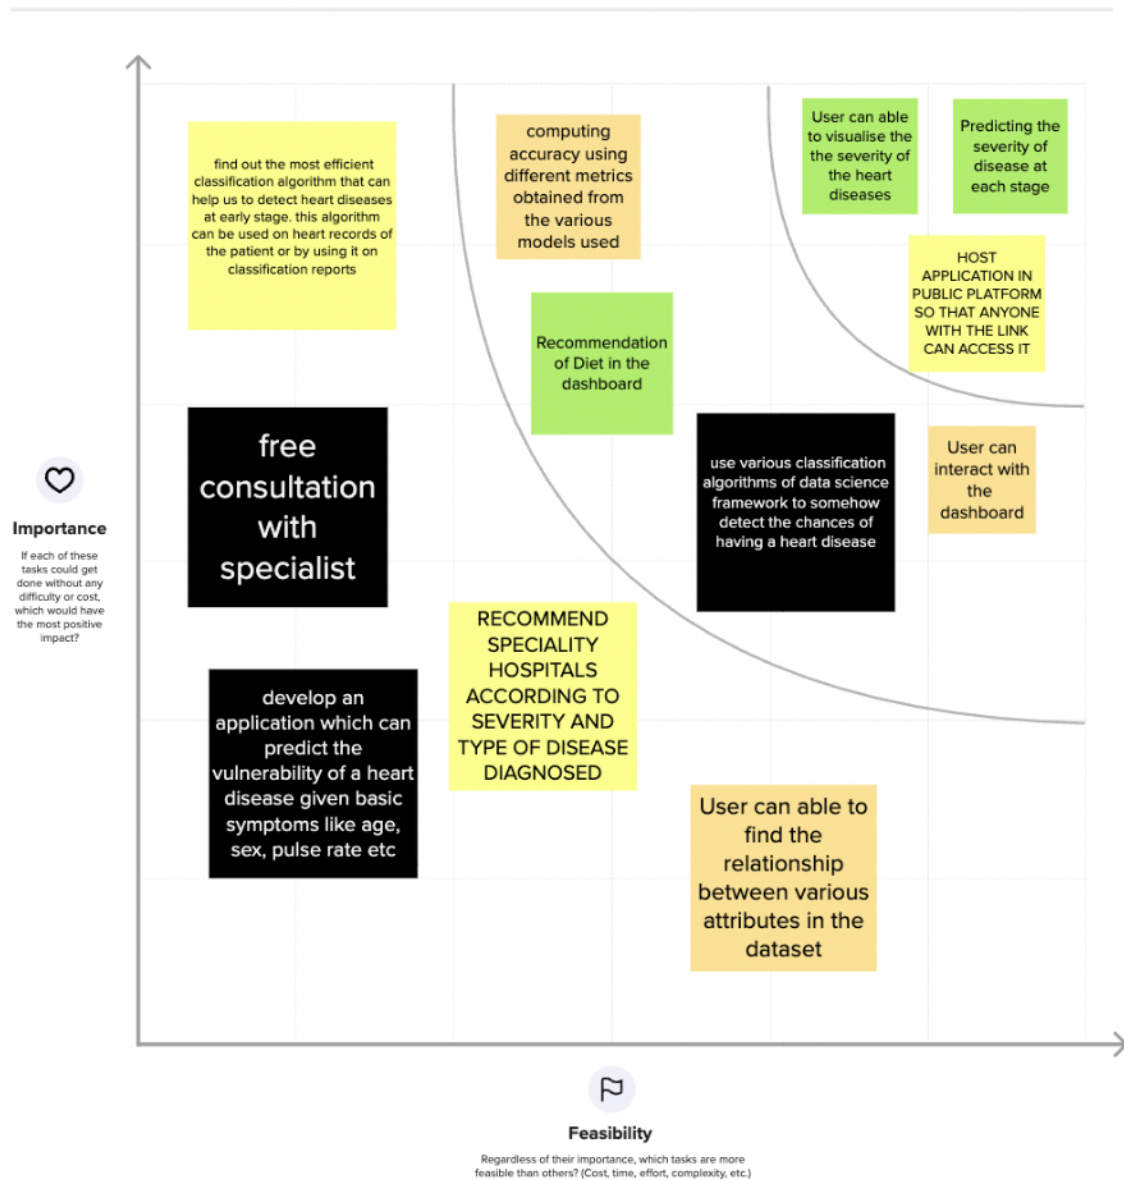 find out the most efficient
classification algorithm that can
help us to detect heart diseases
at early stage. this algorithm
can be used on heart records of
the patient or by using it on
classification reports
computing
accuracy using
different metrics
obtained from
the various
models used
User can able
to visualise the
the severity of
the heart
diseases
Predicting the
severity of
disease at
each stage
HOST
APPLICATION IN
PUBLIC PLATFORM
SO THAT ANYONE
WITH THE LINK
CAN ACCESS IT
Recommendation
of Diet in the
dashboard
free
consultation
with
specialist
use various classification
algorithms of data science
framework to somehow
detect the chances of
having a heart disease
User can
interact with
the
dashboard
Importance
If each of these
tasks could get
done without any
difficulty or cost,
which would have
the most positive
impact?
RECOMMEND
SPECIALITY
HOSPITALS
ACCORDING TO
SEVERITY AND
TYPE OF DISEASE
DIAGNOSED
develop an
application which can
predict the
vulnerability of a heart
disease given basic
symptoms like age,
sex, pulse rate etc
User can able to
find the
relationship
between various
attributes in the
dataset
Feasibility
Regardless of their importance, which tasks are more
feasible than others? (Cost, time, effort, complexity, etc.)